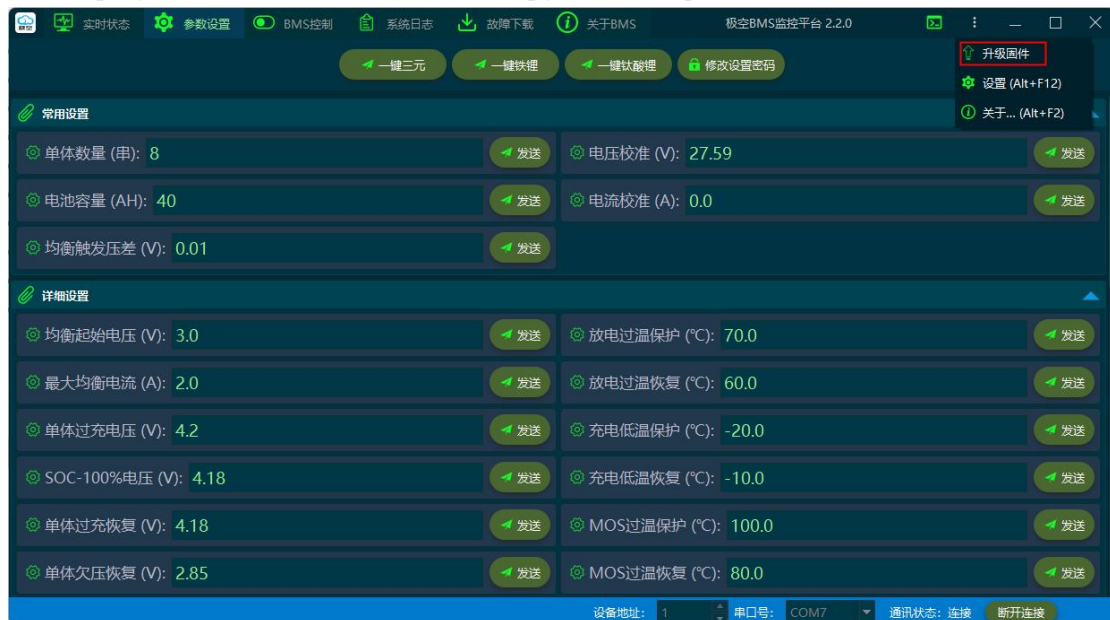 实时状态 参数设置 BMS控制 系统日志 故障下载 关于BMS 极空BMS监控平台 2.2.0
一键三元 一键铁锂 一键钛酸锂 修改设置密码
升级固件
设置 (Alt+F12)
关于... (Alt+F2)
常用设置
单体数量 (串): 8 发送 电压校准 (V): 27.59 发送
电池容量 (AH): 40 发送 电流校准 (A): 0.0 发送
均衡触发压差 (V): 0.01 发送
详细设置
均衡起始电压 (V): 3.0 发送 放电过温保护 (℃): 70.0 发送
最大均衡电流 (A): 2.0 发送 放电过温恢复 (℃): 60.0 发送
单体过充电压 (V): 4.2 发送 充电低温保护 (℃): -20.0 发送
SOC-100%电压 (V): 4.18 发送 充电低温恢复 (℃): -10.0 发送
单体过充恢复 (V): 4.18 发送 MOS过温保护 (℃): 100.0 发送
单体欠压恢复 (V): 2.85 发送 MOS过温恢复 (℃): 80.0 发送
设备地址: 1 串口号: COM7 通讯状态: 连接 断开连接